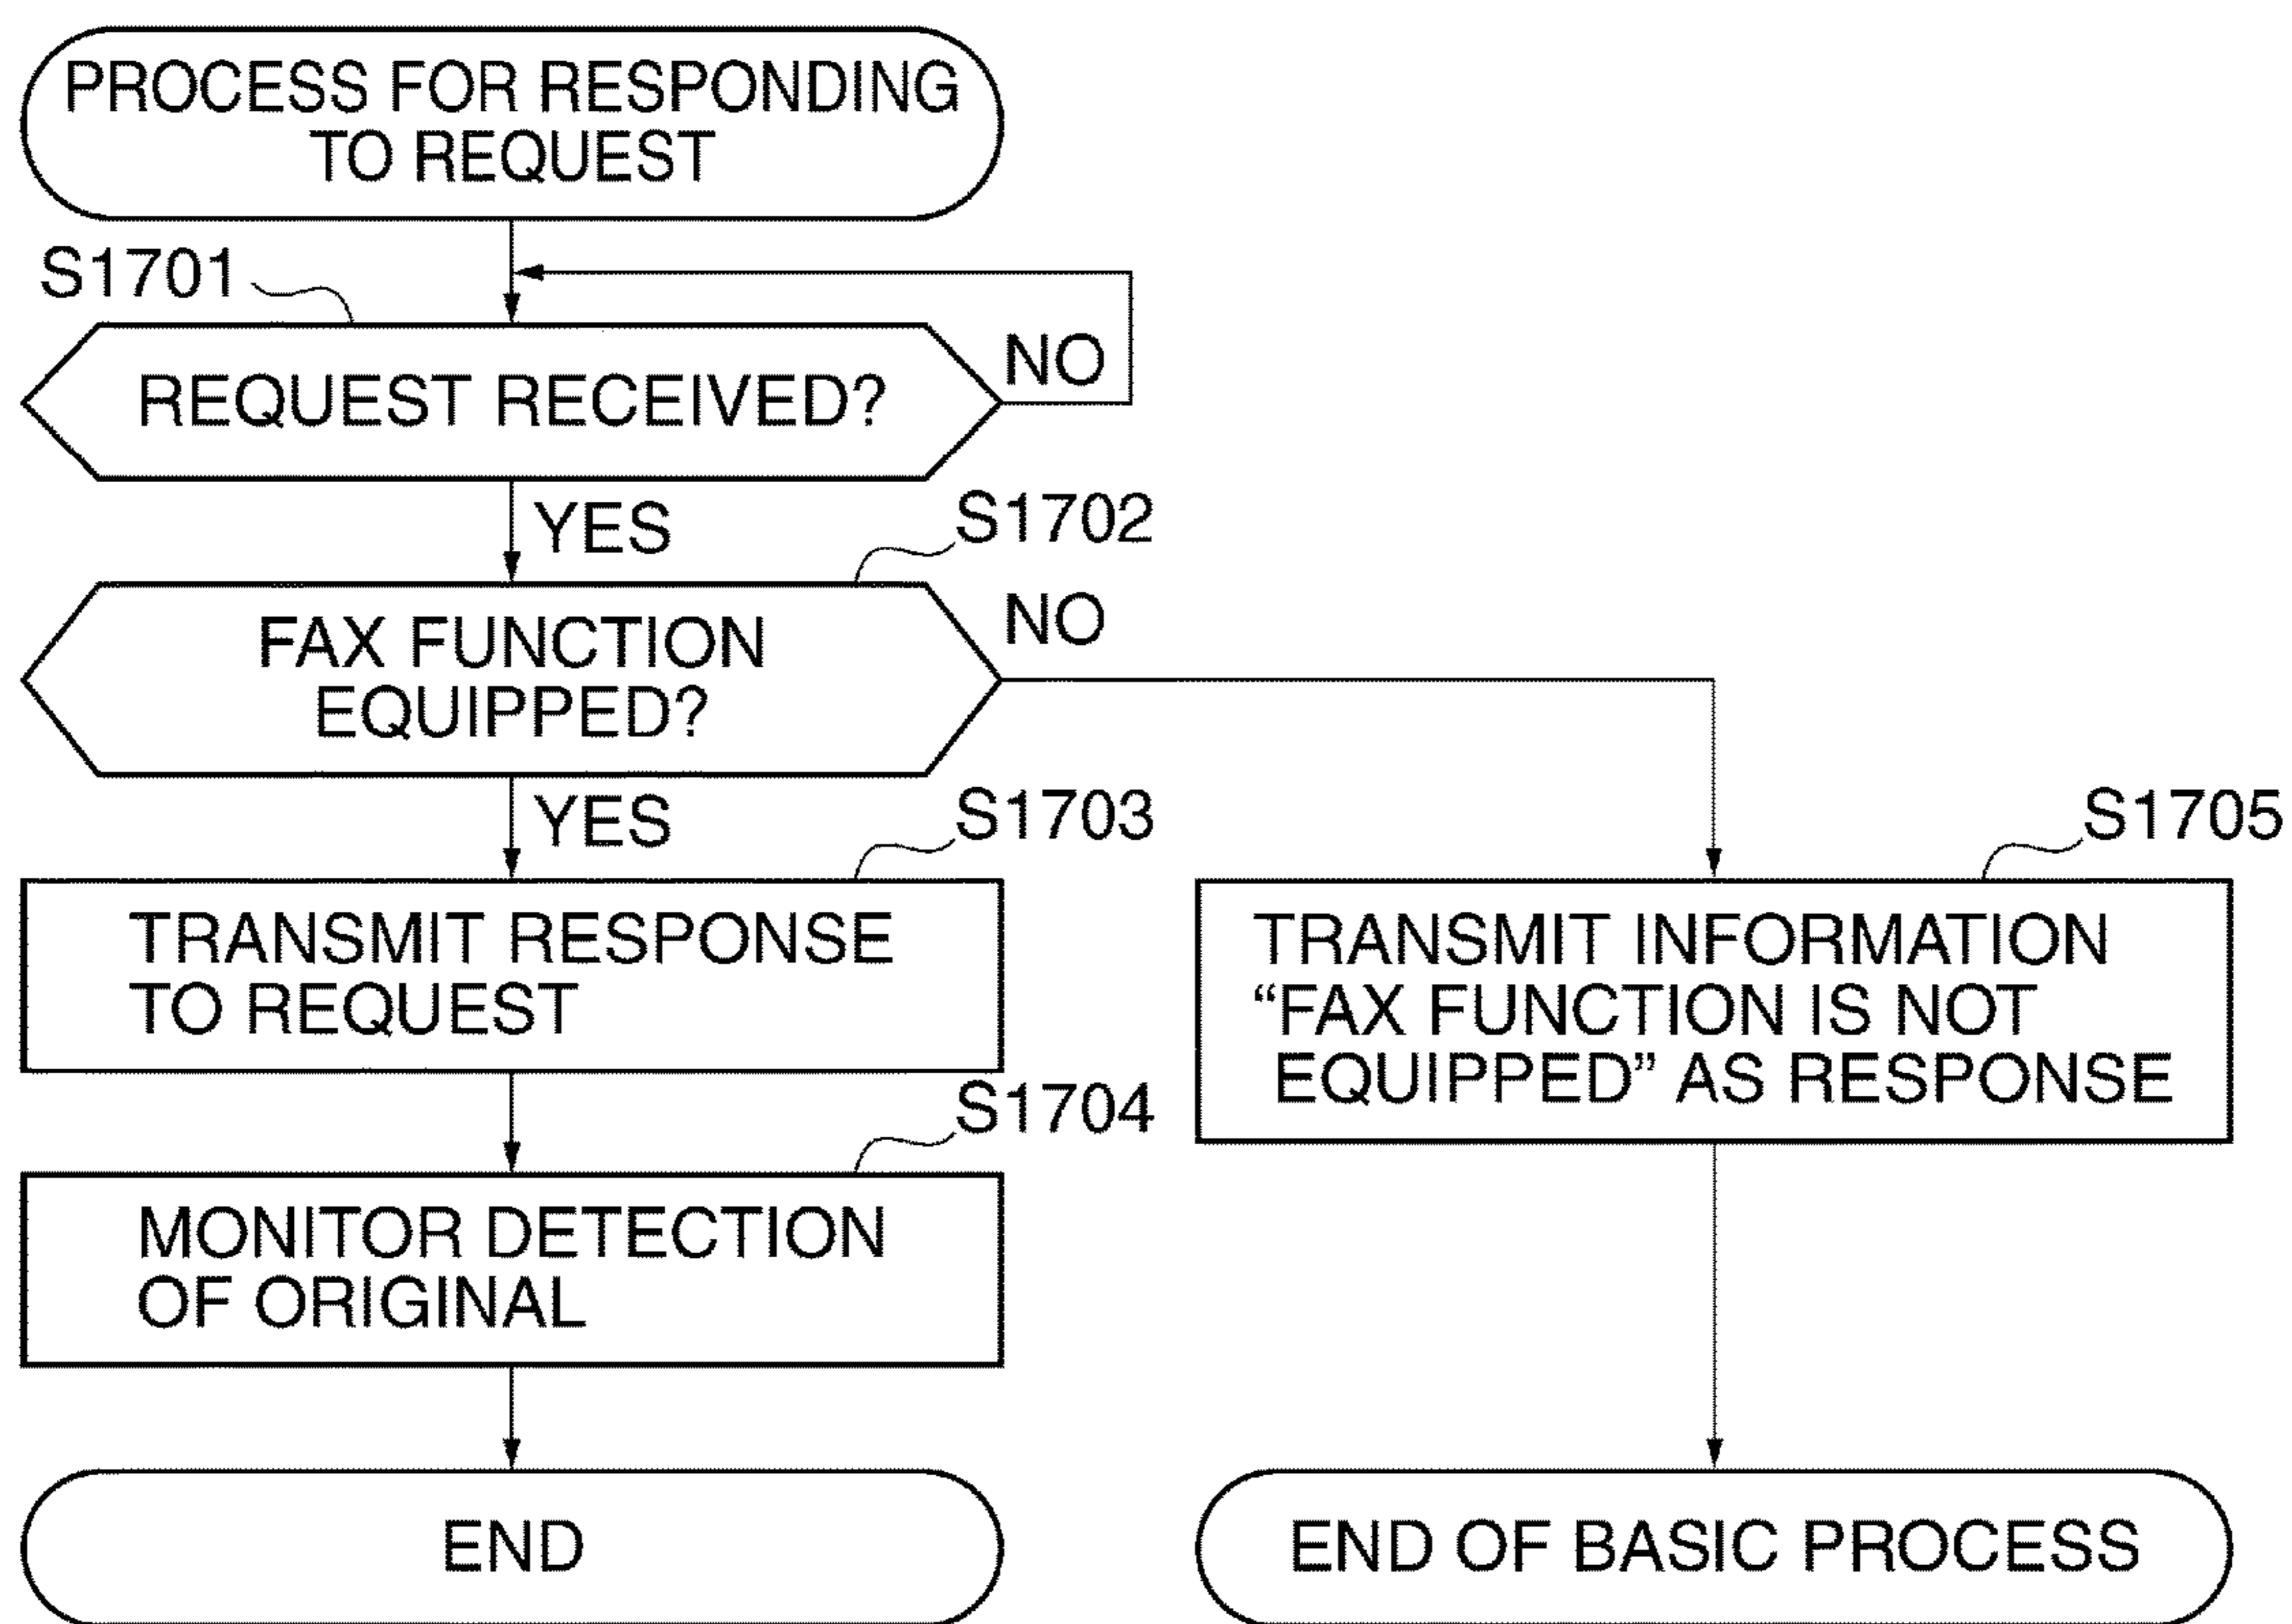 PROCESS FOR RESPONDING
TO REQUEST
S1701
REQUEST RECEIVED?
NO
YES
S1702
FAX FUNCTION
EQUIPPED?
NO
YES
S1703
TRANSMIT RESPONSE
TO REQUEST
S1705
TRANSMIT INFORMATION
“FAX FUNCTION IS NOT
EQUIPPED” AS RESPONSE
S1704
MONITOR DETECTION
OF ORIGINAL
END
END OF BASIC PROCESS